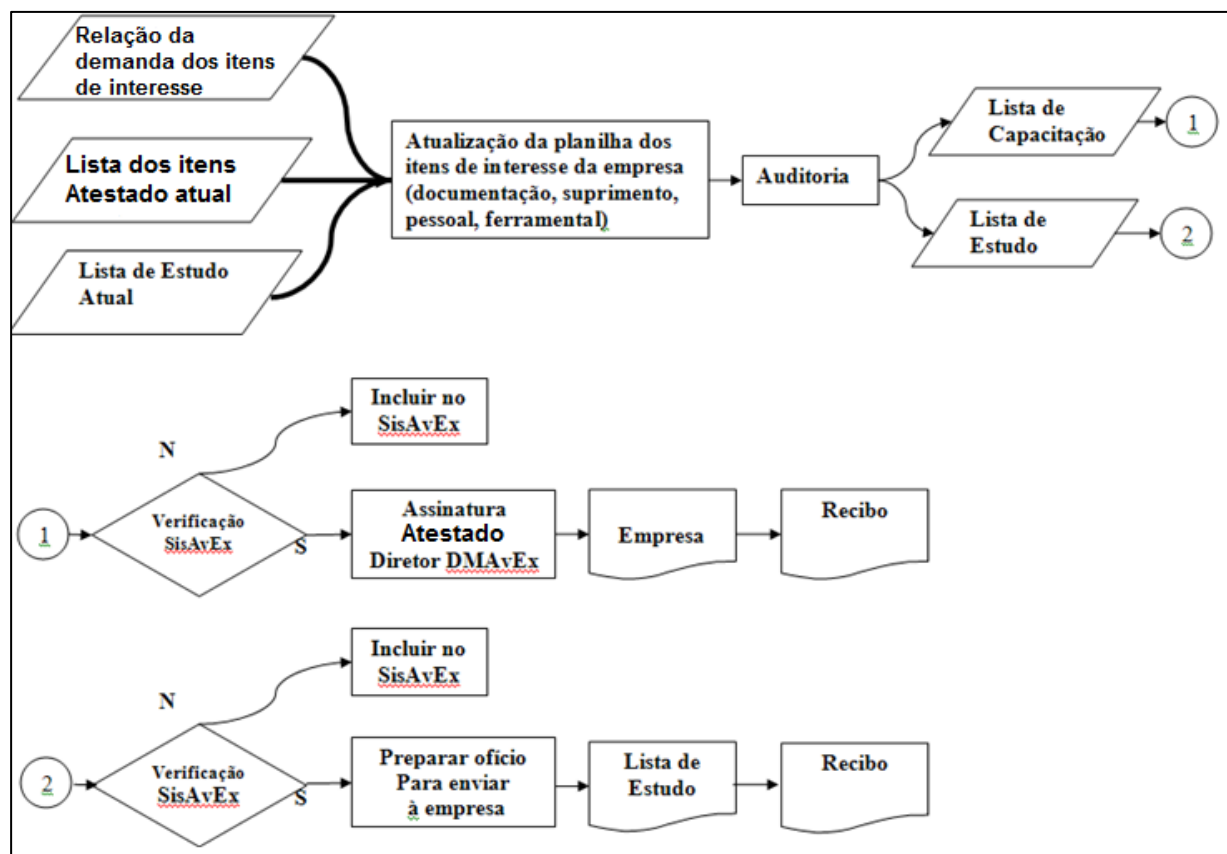 Relação da
demanda dos itens
de interesse
Lista dos itens
Atestado atual
Lista de Estudo
Atual
Atualização da planilha dos
itens de interesse da empresa
(documentação, suprimento,
pessoal, ferramental)
Auditoria
Lista de
Capacitação
1
Lista de
Estudo
2
Incluir no
SisAvEx
N
1
Verificação
SisAvEx
S
Assinatura
Atestado
Diretor DMAvEx
Empresa
Recibo
Incluir no
SisAvEx
N
2
Verificação
SisAvEx
S
Preparar ofício
Para enviar
à empresa
Lista de
Estudo
Recibo